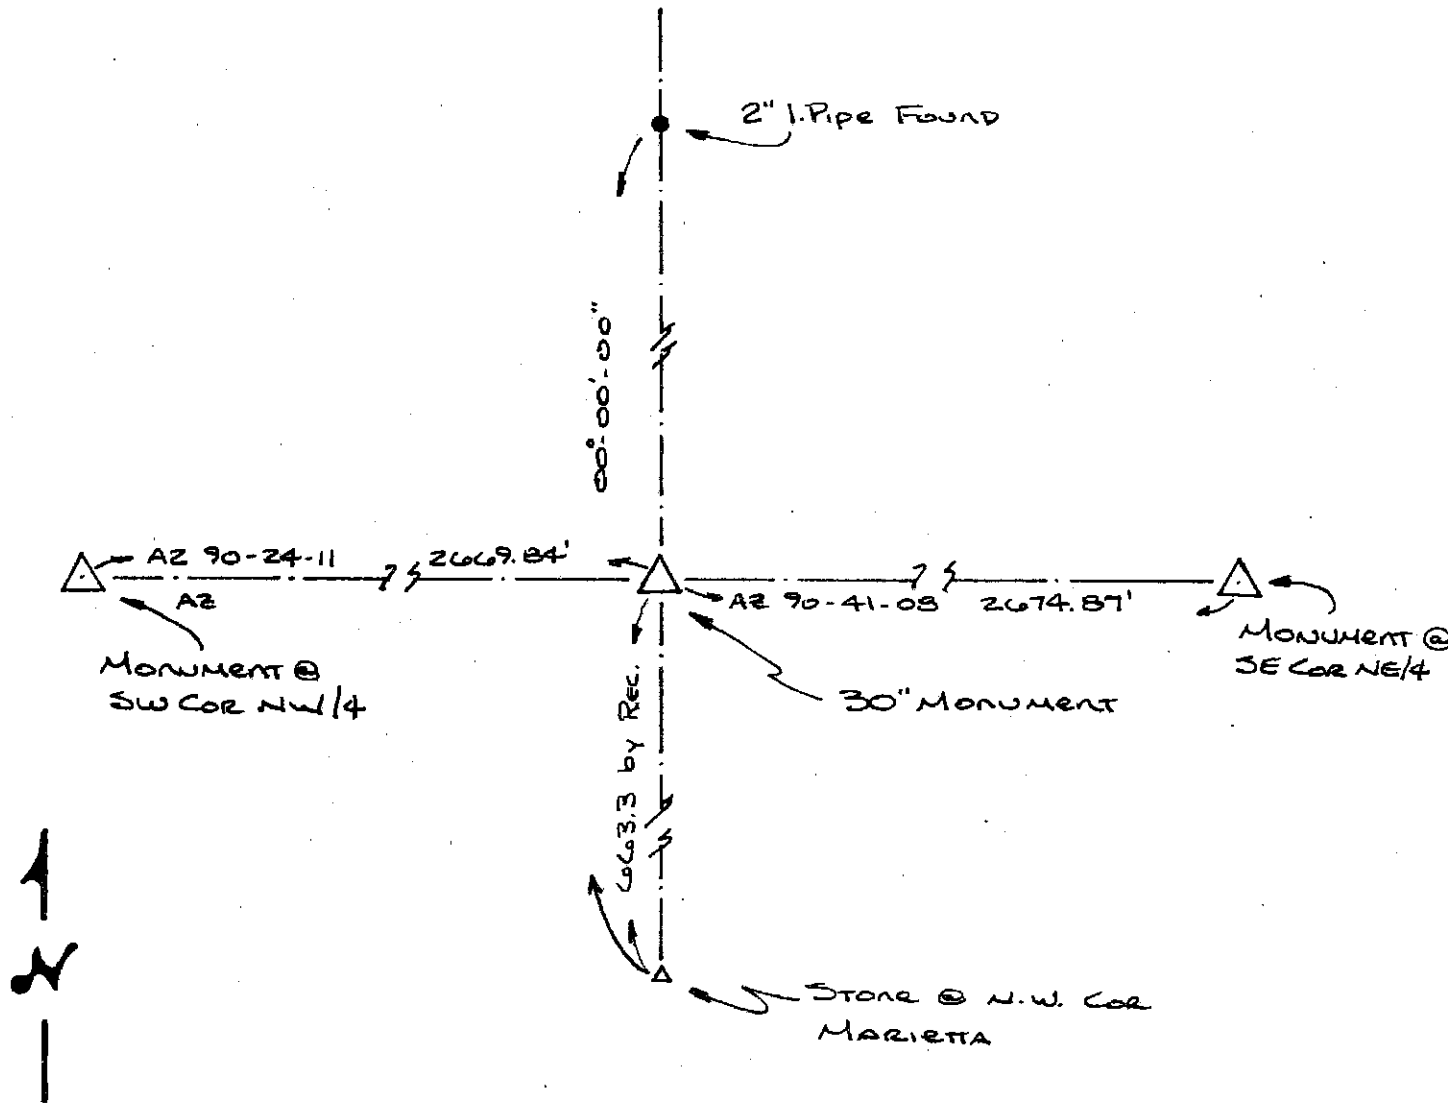 2" I.Pipe Found
00°-00'-00"
AZ 90-24-11
2669.84'
AZ
AZ 90-41-08
2674.87'
Monument @
SW Cor NW/4
Monument @
SE Cor NE/4
30" Monument
663.3 by Rec.
N
Stone @ N.W. Cor
Marietta